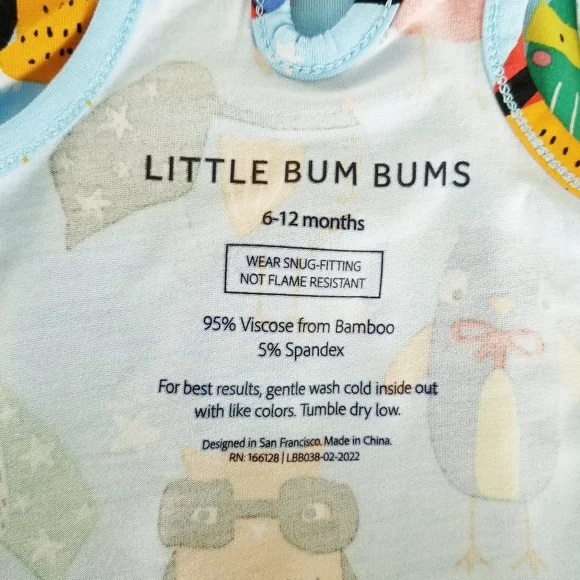 LITTLE BUM BUMS
6-12 months
WEAR SNUG-FITTING
NOT FLAME RESISTANT
95% Viscose from Bamboo
5% Spandex
For best results, gentle wash cold inside out
with like colors. Tumble dry low.
Designed in San Francisco. Made in China.
RN: 166128 | LBB038-02-2022